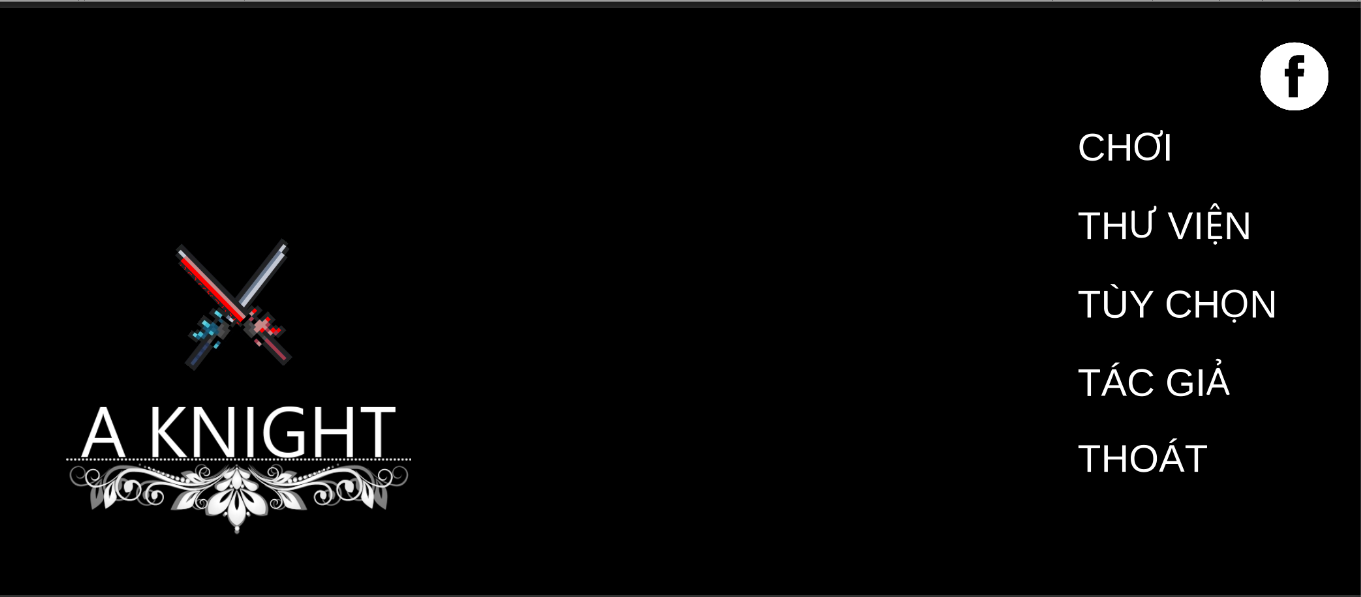 CHƠI
THƯ VIỆN
TÙY CHỌN
TÁC GIẢ
THOÁT
A KNIGHT